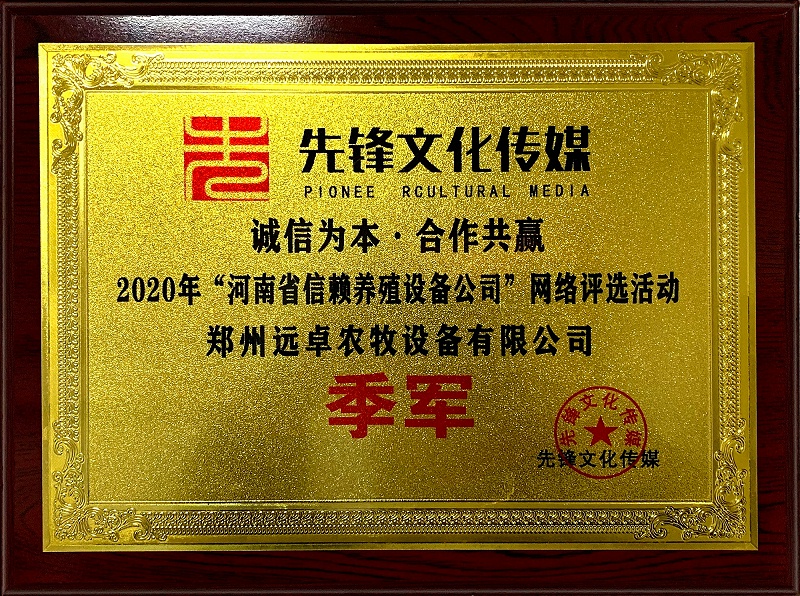 先锋文化传媒
PIONEE RCULTURAL MEDIA
诚信为本·合作共赢
2020年“河南省信赖养殖设备公司”网络评选活动
郑州远卓农牧设备有限公司
季军
先锋文化传媒
先锋文化传媒